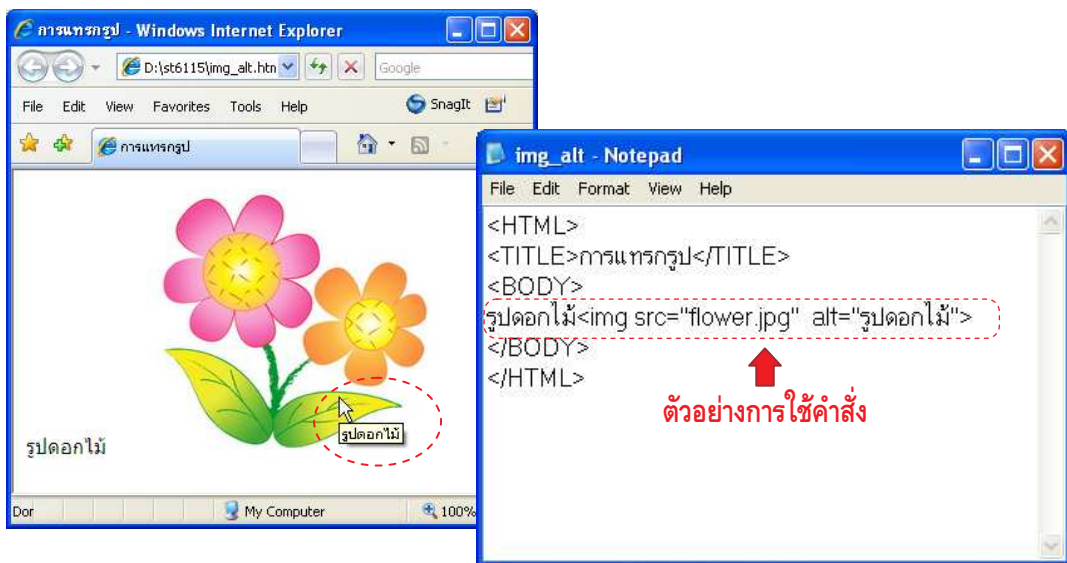 การแทรกรูป - Windows Internet Explorer
D:\st6115\img_alt.htn
Google
File Edit View Favorites Tools Help
SnagIt
การแทรกรูป
รูปดอกไม้
รูปดอกไม้
Dor
My Computer
100%
img_alt - Notepad
File Edit Format View Help
<HTML>
<TITLE>การแทรกรูป</TITLE>
<BODY>
รูปดอกไม้<img src="flower.jpg" alt="รูปดอกไม้">
</BODY>
</HTML>
ตัวอย่างการใช้คำสั่ง